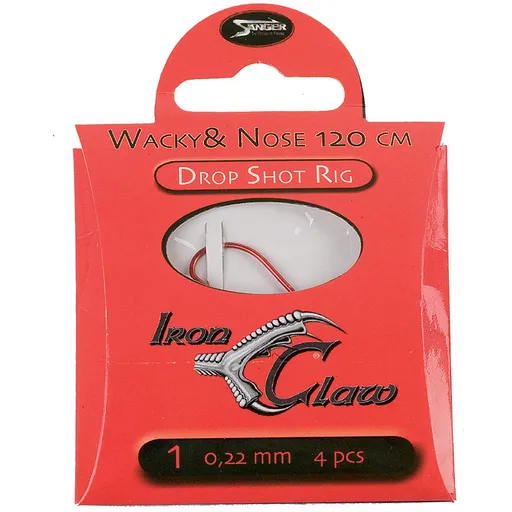 SÄNGER
WACKY & NOSE 120 CM
DROP SHOT RIG
IRON
CLAW
®
1 0,22 mm 4 pcs